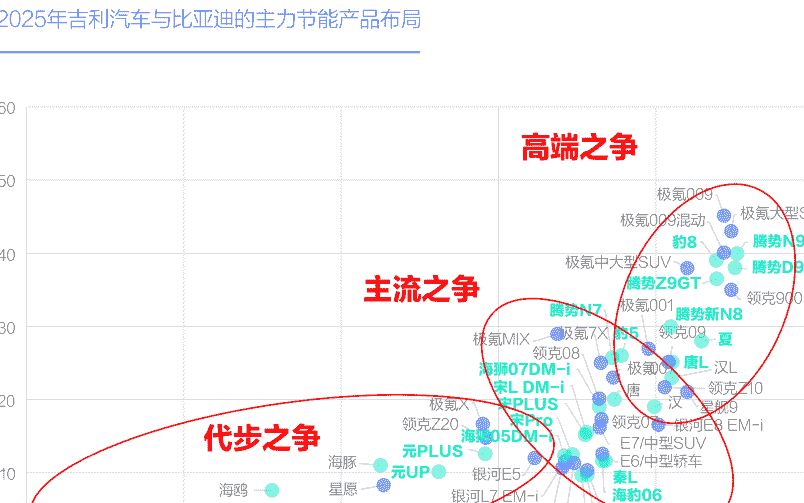 2025年吉利汽车与比亚迪的主力节能产品布局
60
高端之争
50
极氪009
极氪大型S
极氪009混动
豹8
腾势N9
40
极氪中大型SUV
腾势D9
腾势Z9GT
主流之争
领克900
极氪001
腾势N7
腾势新N8
30
极氪MIX
极氪7X
豹5
领克09
夏
领克08
海狮07DM-i
唐L
汉L
宋L DM-i
唐
领克Z10
20
极氪X
宋PLUS
汉
星舰9
领克Z20
宋Pro
领克0
银河E8 EM-i
代步之争
海狮05DM-i
E7/中型SUV
元PLUS
E6/中型轿车
海豚
元UP
银河E5
10
秦L
海鸥
星愿
银河L7 EM-i
海豹06